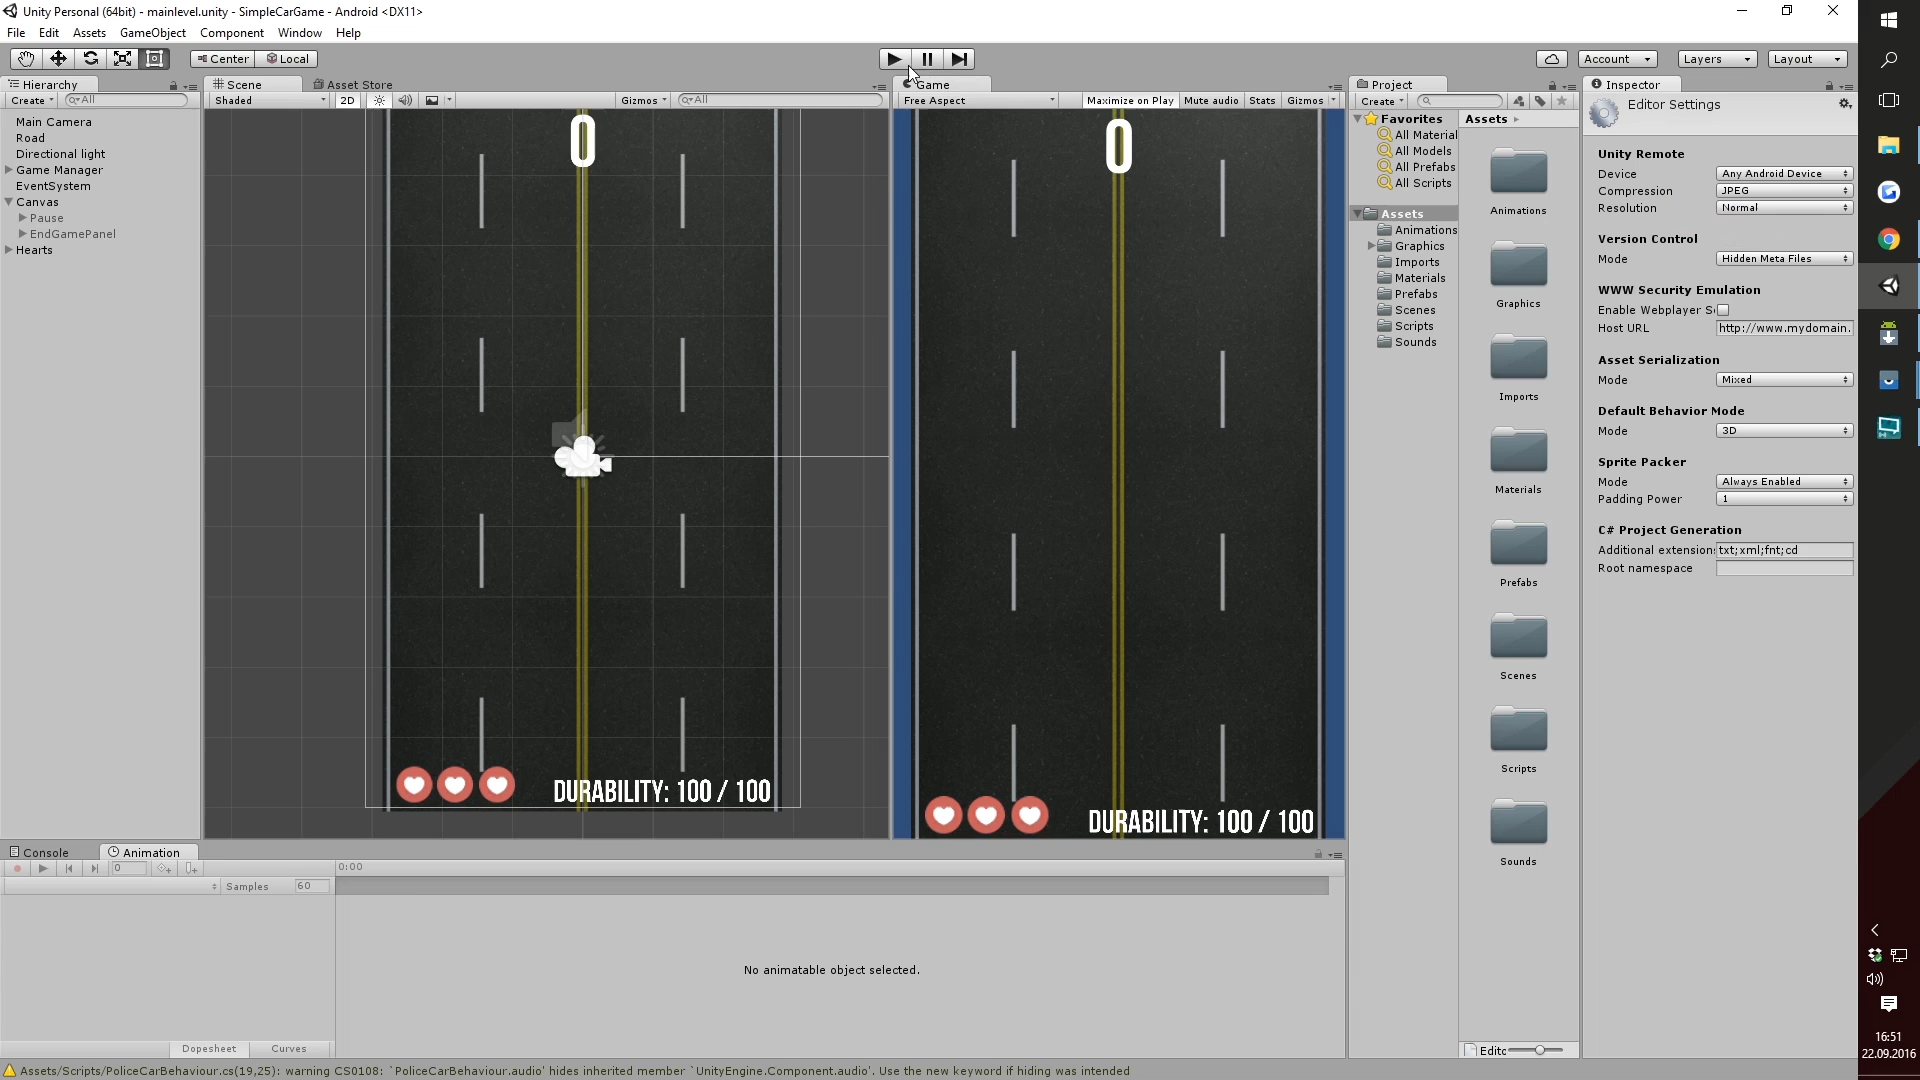 Unity Personal (64bit) - mainlevel.unity - SimpleCarGame - Android <DX11>
File Edit Assets GameObject Component Window Help
Center Local
Account Layers Layout
Hierarchy
Create All
Main Camera
Road
Directional light
Game Manager
EventSystem
Canvas
Pause
EndGamePanel
Hearts
Scene Asset Store
Shaded 2D Gizmos All
0
DURABILITY: 100 / 100
Game
Free Aspect Maximize on Play Mute audio Stats Gizmos
0
DURABILITY: 100 / 100
Project
Create
Favorites
All Material
All Models
All Prefabs
All Scripts
Assets
Animations
Graphics
Imports
Materials
Prefabs
Scenes
Scripts
Sounds
Assets
Animations
Graphics
Imports
Materials
Prefabs
Scenes
Scripts
Sounds
Editc
Inspector
Editor Settings
Unity Remote
Device Any Android Device
Compression JPEG
Resolution Normal
Version Control
Mode Hidden Meta Files
WWW Security Emulation
Enable Webplayer S
Host URL http://www.mydomain.
Asset Serialization
Mode Mixed
Default Behavior Mode
Mode 3D
Sprite Packer
Mode Always Enabled
Padding Power 1
C# Project Generation
Additional extension txt;xml;fnt;cd
Root namespace
Console Animation
0 0:00
Samples 60
No animatable object selected.
Dopesheet Curves
Assets/Scripts/PoliceCarBehaviour.cs(19,25): warning CS0108: `PoliceCarBehaviour.audio' hides inherited member `UnityEngine.Component.audio'. Use the new keyword if hiding was intended
16:51
22.09.2016